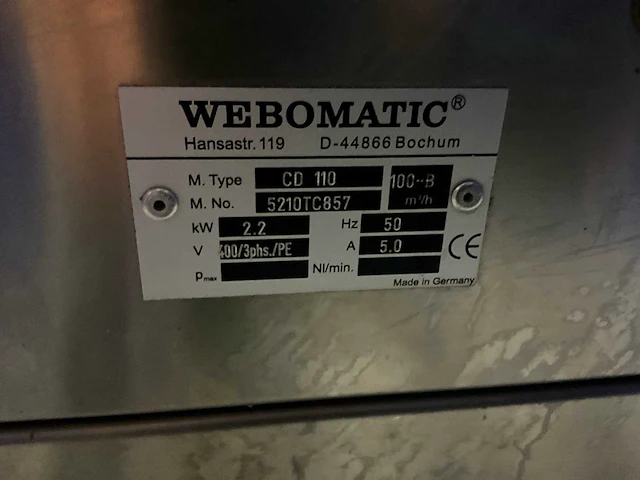 WEBOMATIC®
Hansastr. 119 D-44866 Bochum
M. Type CD 110 100--B
M. No. 5210TC857 m³/h
kW 2.2 Hz 50
V 400/3phs./PE A 5.0 CE
pmax Nl/min.
Made in Germany